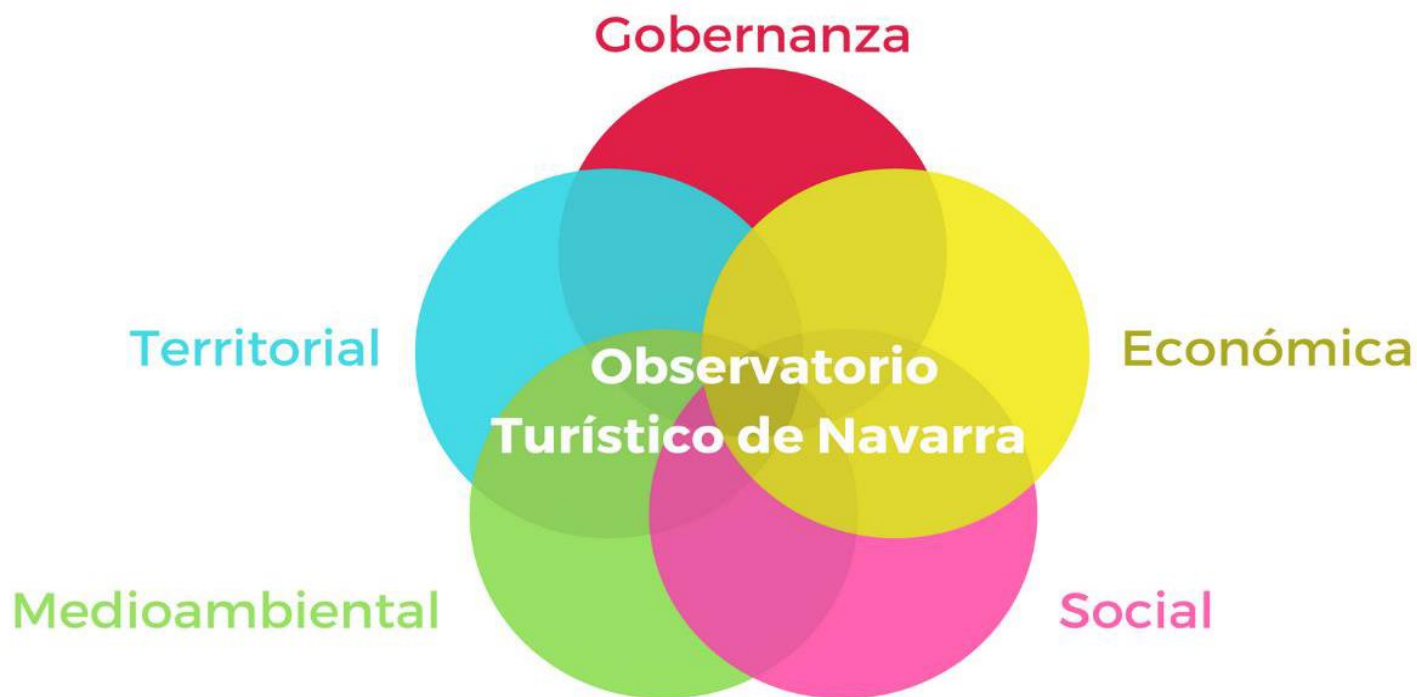 Gobernanza
Territorial
Económica
Observatorio
Turístico de Navarra
Medioambiental
Social